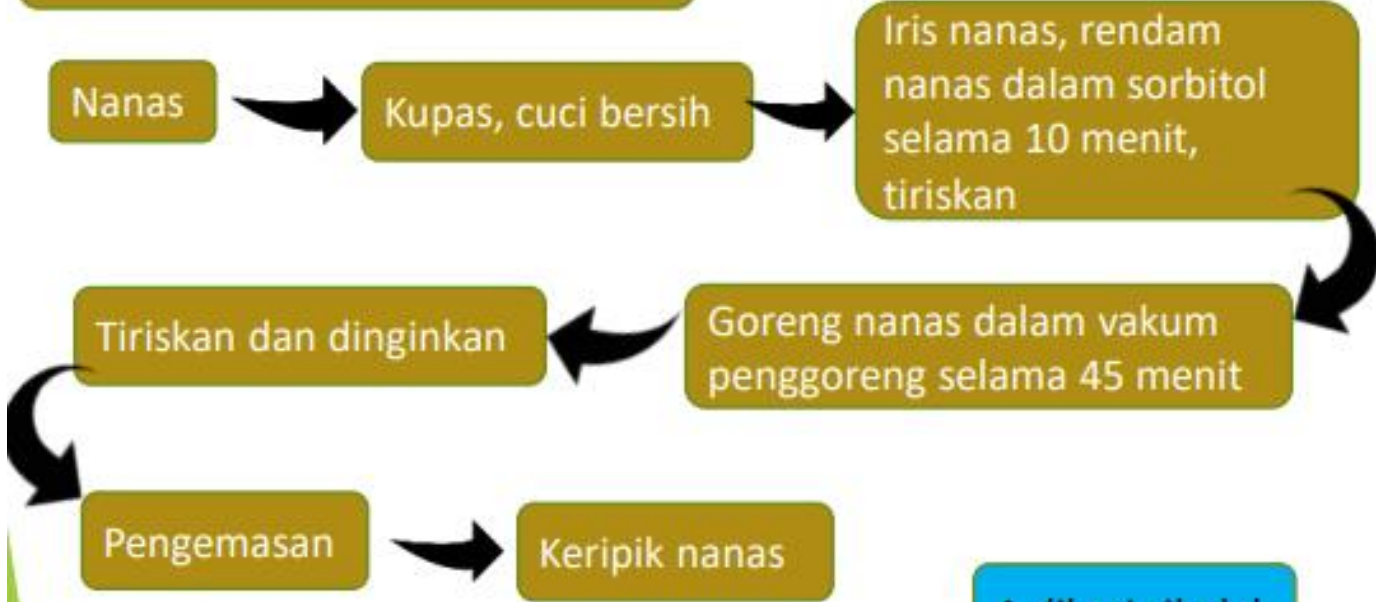 Nanas
Kupas, cuci bersih
Iris nanas, rendam
nanas dalam sorbitol
selama 10 menit,
tiriskan
Goreng nanas dalam vakum
penggoreng selama 45 menit
Tiriskan dan dinginkan
Pengemasan
Keripik nanas